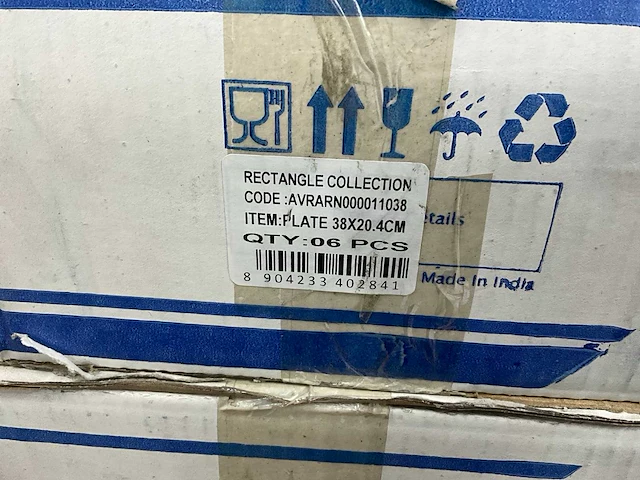 RECTANGLE COLLECTION
CODE :AVRARN000011038
ITEM:PLATE 38X20.4CM
QTY:06 PCS
8 904233 402841
etails
Made In India